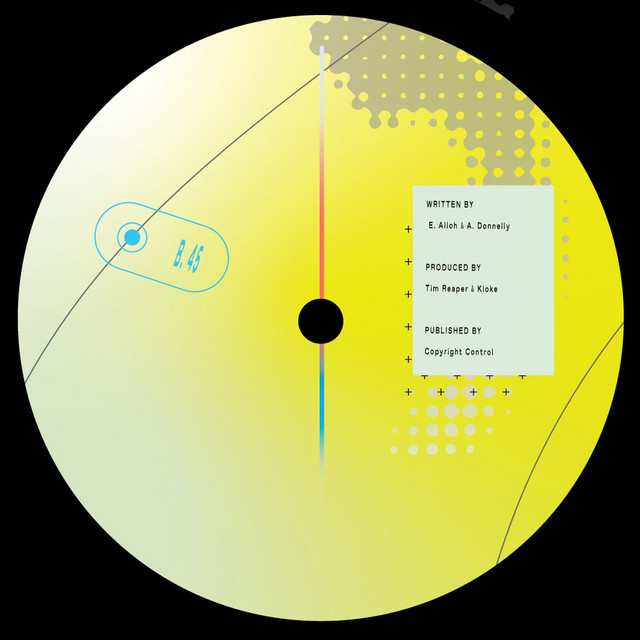 B. 45
WRITTEN BY
E. Alloh & A. Donnelly
PRODUCED BY
Tim Reaper & Kloke
PUBLISHED BY
Copyright Control